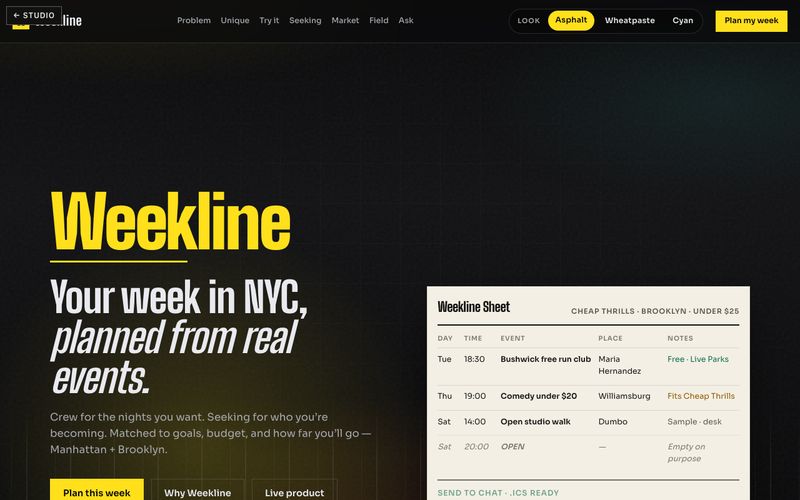 ← STUDIO
Weekline
Problem Unique Try it Seeking Market Field Ask
LOOK Asphalt Wheatpaste Cyan
Plan my week
Weekline
Your week in NYC,
planned from real
events.
Crew for the nights you want. Seeking for who you're
becoming. Matched to goals, budget, and how far you'll go —
Manhattan + Brooklyn.
Plan this week Why Weekline Live product
Weekline Sheet CHEAP THRILLS · BROOKLYN · UNDER $25
DAY TIME EVENT PLACE NOTES
Tue 18:30 Bushwick free run club Maria Hernandez Free · Live Parks
Thu 19:00 Comedy under $20 Williamsburg Fits Cheap Thrills
Sat 14:00 Open studio walk Dumbo Sample · desk
Sat 20:00 OPEN — Empty on purpose
SEND TO CHAT · .ICS READY